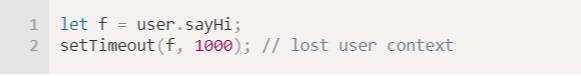 1 let f = user.sayHi;
2 setTimeout(f, 1000); // lost user context